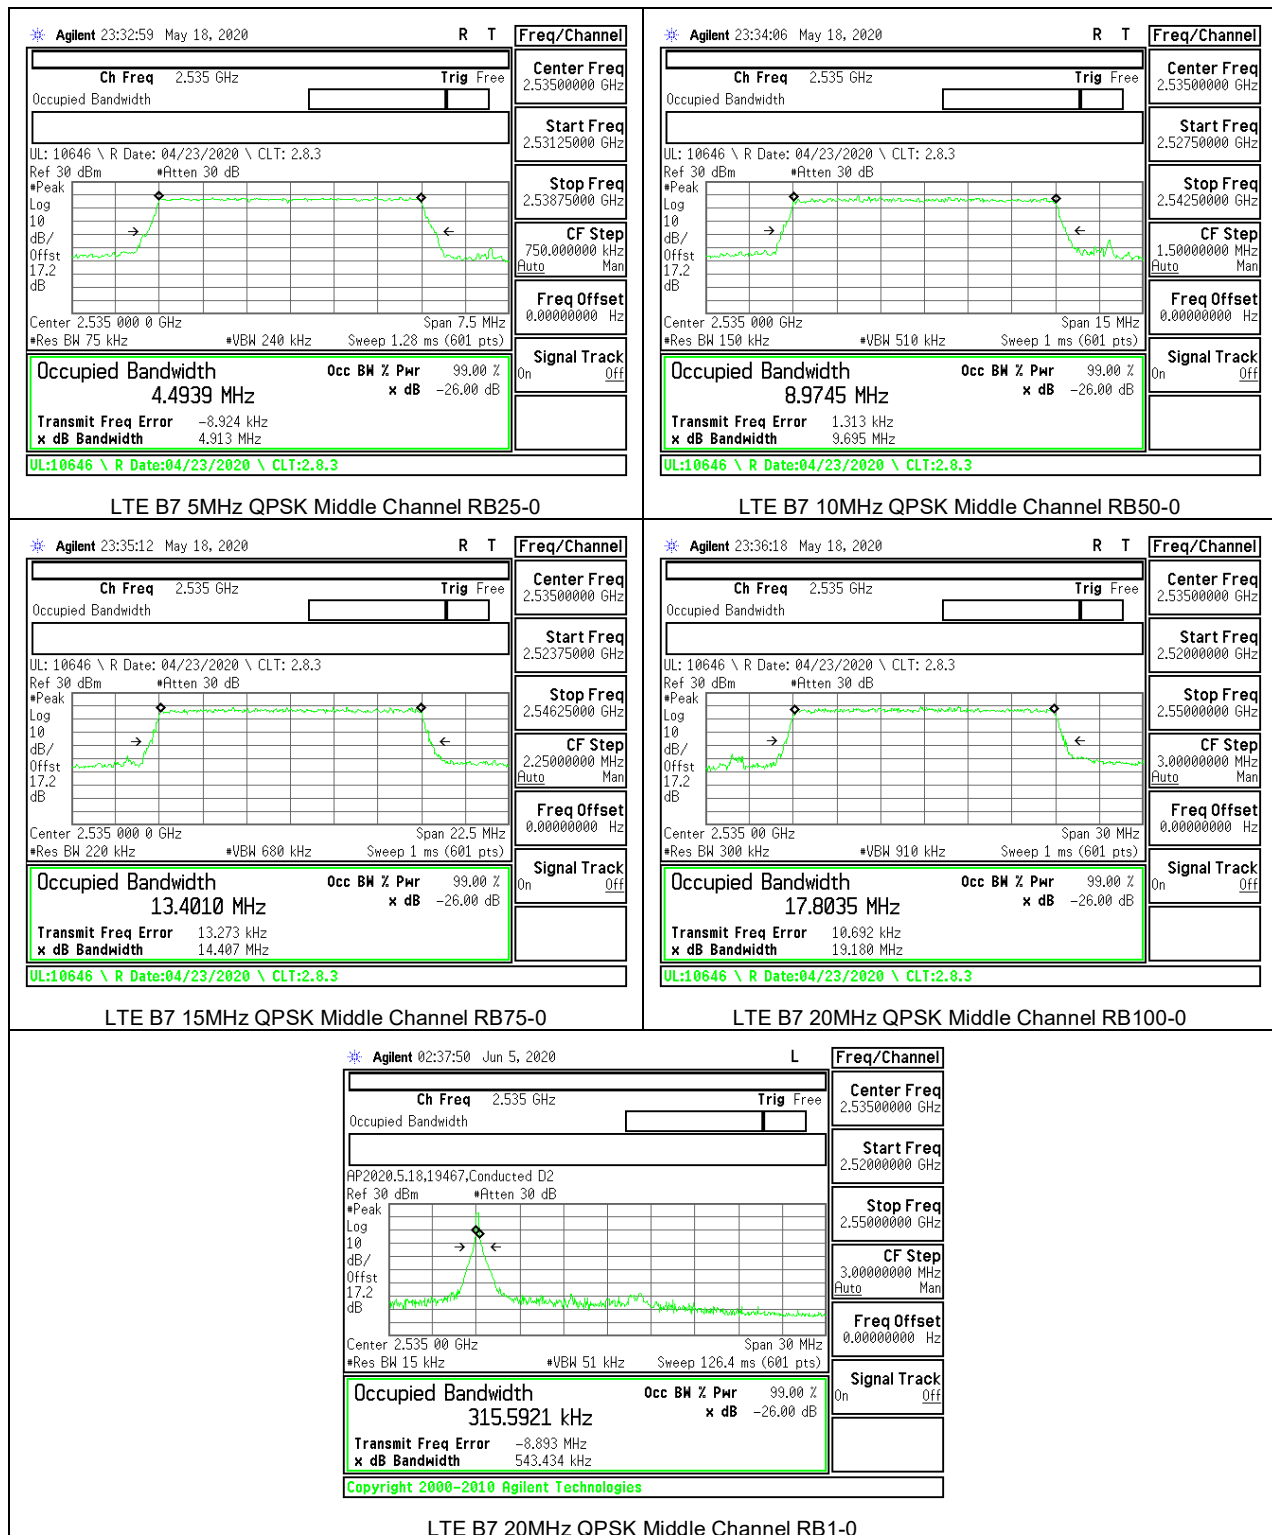 Agilent 23:32:59 May 18, 2020 R T Freq/Channel
Ch Freq 2.535 GHz Trig Free
Occupied Bandwidth
Center Freq
2.53500000 GHz
Start Freq
2.53125000 GHz
Stop Freq
2.53875000 GHz
CF Step
750.000000 kHz
Auto Man
Freq Offset
0.00000000 Hz
Signal Track
On Off
UL: 10646 \ R Date: 04/23/2020 \ CLT: 2.8.3
Ref 30 dBm #Atten 30 dB
#Peak
Log
10
dB/
Offst
17.2
dB
Center 2.535 000 0 GHz Span 7.5 MHz
#Res BW 75 kHz #VBW 240 kHz Sweep 1.28 ms (601 pts)
Occupied Bandwidth Occ BW % Pwr 99.00 %
4.4939 MHz x dB -26.00 dB
Transmit Freq Error -8.924 kHz
x dB Bandwidth 4.913 MHz
UL:10646 \ R Date:04/23/2020 \ CLT:2.8.3
LTE B7 5MHz QPSK Middle Channel RB25-0
Agilent 23:34:06 May 18, 2020 R T Freq/Channel
Ch Freq 2.535 GHz Trig Free
Occupied Bandwidth
Center Freq
2.53500000 GHz
Start Freq
2.52750000 GHz
Stop Freq
2.54250000 GHz
CF Step
1.50000000 MHz
Auto Man
Freq Offset
0.00000000 Hz
Signal Track
On Off
UL: 10646 \ R Date: 04/23/2020 \ CLT: 2.8.3
Ref 30 dBm #Atten 30 dB
#Peak
Log
10
dB/
Offst
17.2
dB
Center 2.535 000 GHz Span 15 MHz
#Res BW 150 kHz #VBW 510 kHz Sweep 1 ms (601 pts)
Occupied Bandwidth Occ BW % Pwr 99.00 %
8.9745 MHz x dB -26.00 dB
Transmit Freq Error 1.313 kHz
x dB Bandwidth 9.695 MHz
UL:10646 \ R Date:04/23/2020 \ CLT:2.8.3
LTE B7 10MHz QPSK Middle Channel RB50-0
Agilent 23:35:12 May 18, 2020 R T Freq/Channel
Ch Freq 2.535 GHz Trig Free
Occupied Bandwidth
Center Freq
2.53500000 GHz
Start Freq
2.52375000 GHz
Stop Freq
2.54625000 GHz
CF Step
2.25000000 MHz
Auto Man
Freq Offset
0.00000000 Hz
Signal Track
On Off
UL: 10646 \ R Date: 04/23/2020 \ CLT: 2.8.3
Ref 30 dBm #Atten 30 dB
#Peak
Log
10
dB/
Offst
17.2
dB
Center 2.535 000 0 GHz Span 22.5 MHz
#Res BW 220 kHz #VBW 680 kHz Sweep 1 ms (601 pts)
Occupied Bandwidth Occ BW % Pwr 99.00 %
13.4010 MHz x dB -26.00 dB
Transmit Freq Error 13.273 kHz
x dB Bandwidth 14.407 MHz
UL:10646 \ R Date:04/23/2020 \ CLT:2.8.3
LTE B7 15MHz QPSK Middle Channel RB75-0
Agilent 23:36:18 May 18, 2020 R T Freq/Channel
Ch Freq 2.535 GHz Trig Free
Occupied Bandwidth
Center Freq
2.53500000 GHz
Start Freq
2.52000000 GHz
Stop Freq
2.55000000 GHz
CF Step
3.00000000 MHz
Auto Man
Freq Offset
0.00000000 Hz
Signal Track
On Off
UL: 10646 \ R Date: 04/23/2020 \ CLT: 2.8.3
Ref 30 dBm #Atten 30 dB
#Peak
Log
10
dB/
Offst
17.2
dB
Center 2.535 00 GHz Span 30 MHz
#Res BW 300 kHz #VBW 910 kHz Sweep 1 ms (601 pts)
Occupied Bandwidth Occ BW % Pwr 99.00 %
17.8035 MHz x dB -26.00 dB
Transmit Freq Error 10.692 kHz
x dB Bandwidth 19.180 MHz
UL:10646 \ R Date:04/23/2020 \ CLT:2.8.3
LTE B7 20MHz QPSK Middle Channel RB100-0
Agilent 02:37:50 Jun 5, 2020 L Freq/Channel
Ch Freq 2.535 GHz Trig Free
Occupied Bandwidth
Center Freq
2.53500000 GHz
Start Freq
2.52000000 GHz
Stop Freq
2.55000000 GHz
CF Step
3.00000000 MHz
Auto Man
Freq Offset
0.00000000 Hz
Signal Track
On Off
AP2020.5.18,19467,Conducted D2
Ref 30 dBm #Atten 30 dB
#Peak
Log
10
dB/
Offst
17.2
dB
Center 2.535 00 GHz Span 30 MHz
#Res BW 15 kHz #VBW 51 kHz Sweep 126.4 ms (601 pts)
Occupied Bandwidth Occ BW % Pwr 99.00 %
315.5921 kHz x dB -26.00 dB
Transmit Freq Error -8.893 MHz
x dB Bandwidth 543.434 kHz
Copyright 2000-2010 Agilent Technologies
LTE B7 20MHz QPSK Middle Channel RB1-0